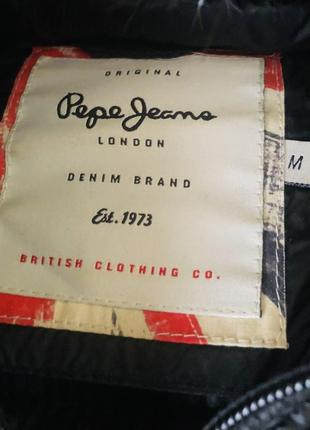 ORIGINAL
Pepe Jeans
LONDON
DENIM BRAND
Est. 1973
BRITISH CLOTHING CO.
M